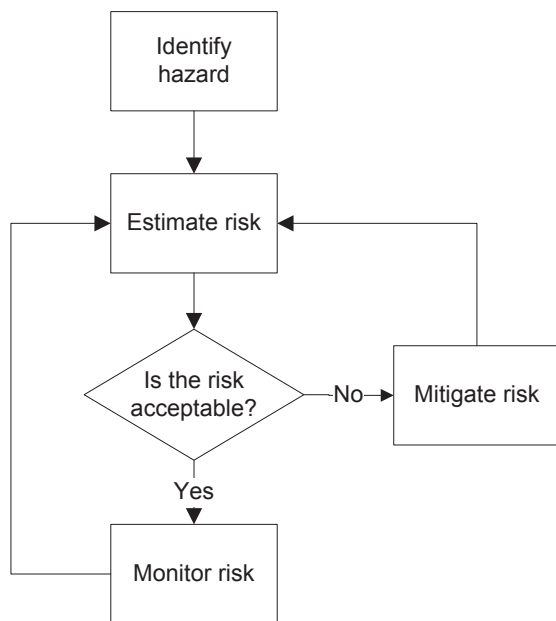 Identify
hazard
Estimate risk
Is the risk
acceptable?
No
Mitigate risk
Yes
Monitor risk